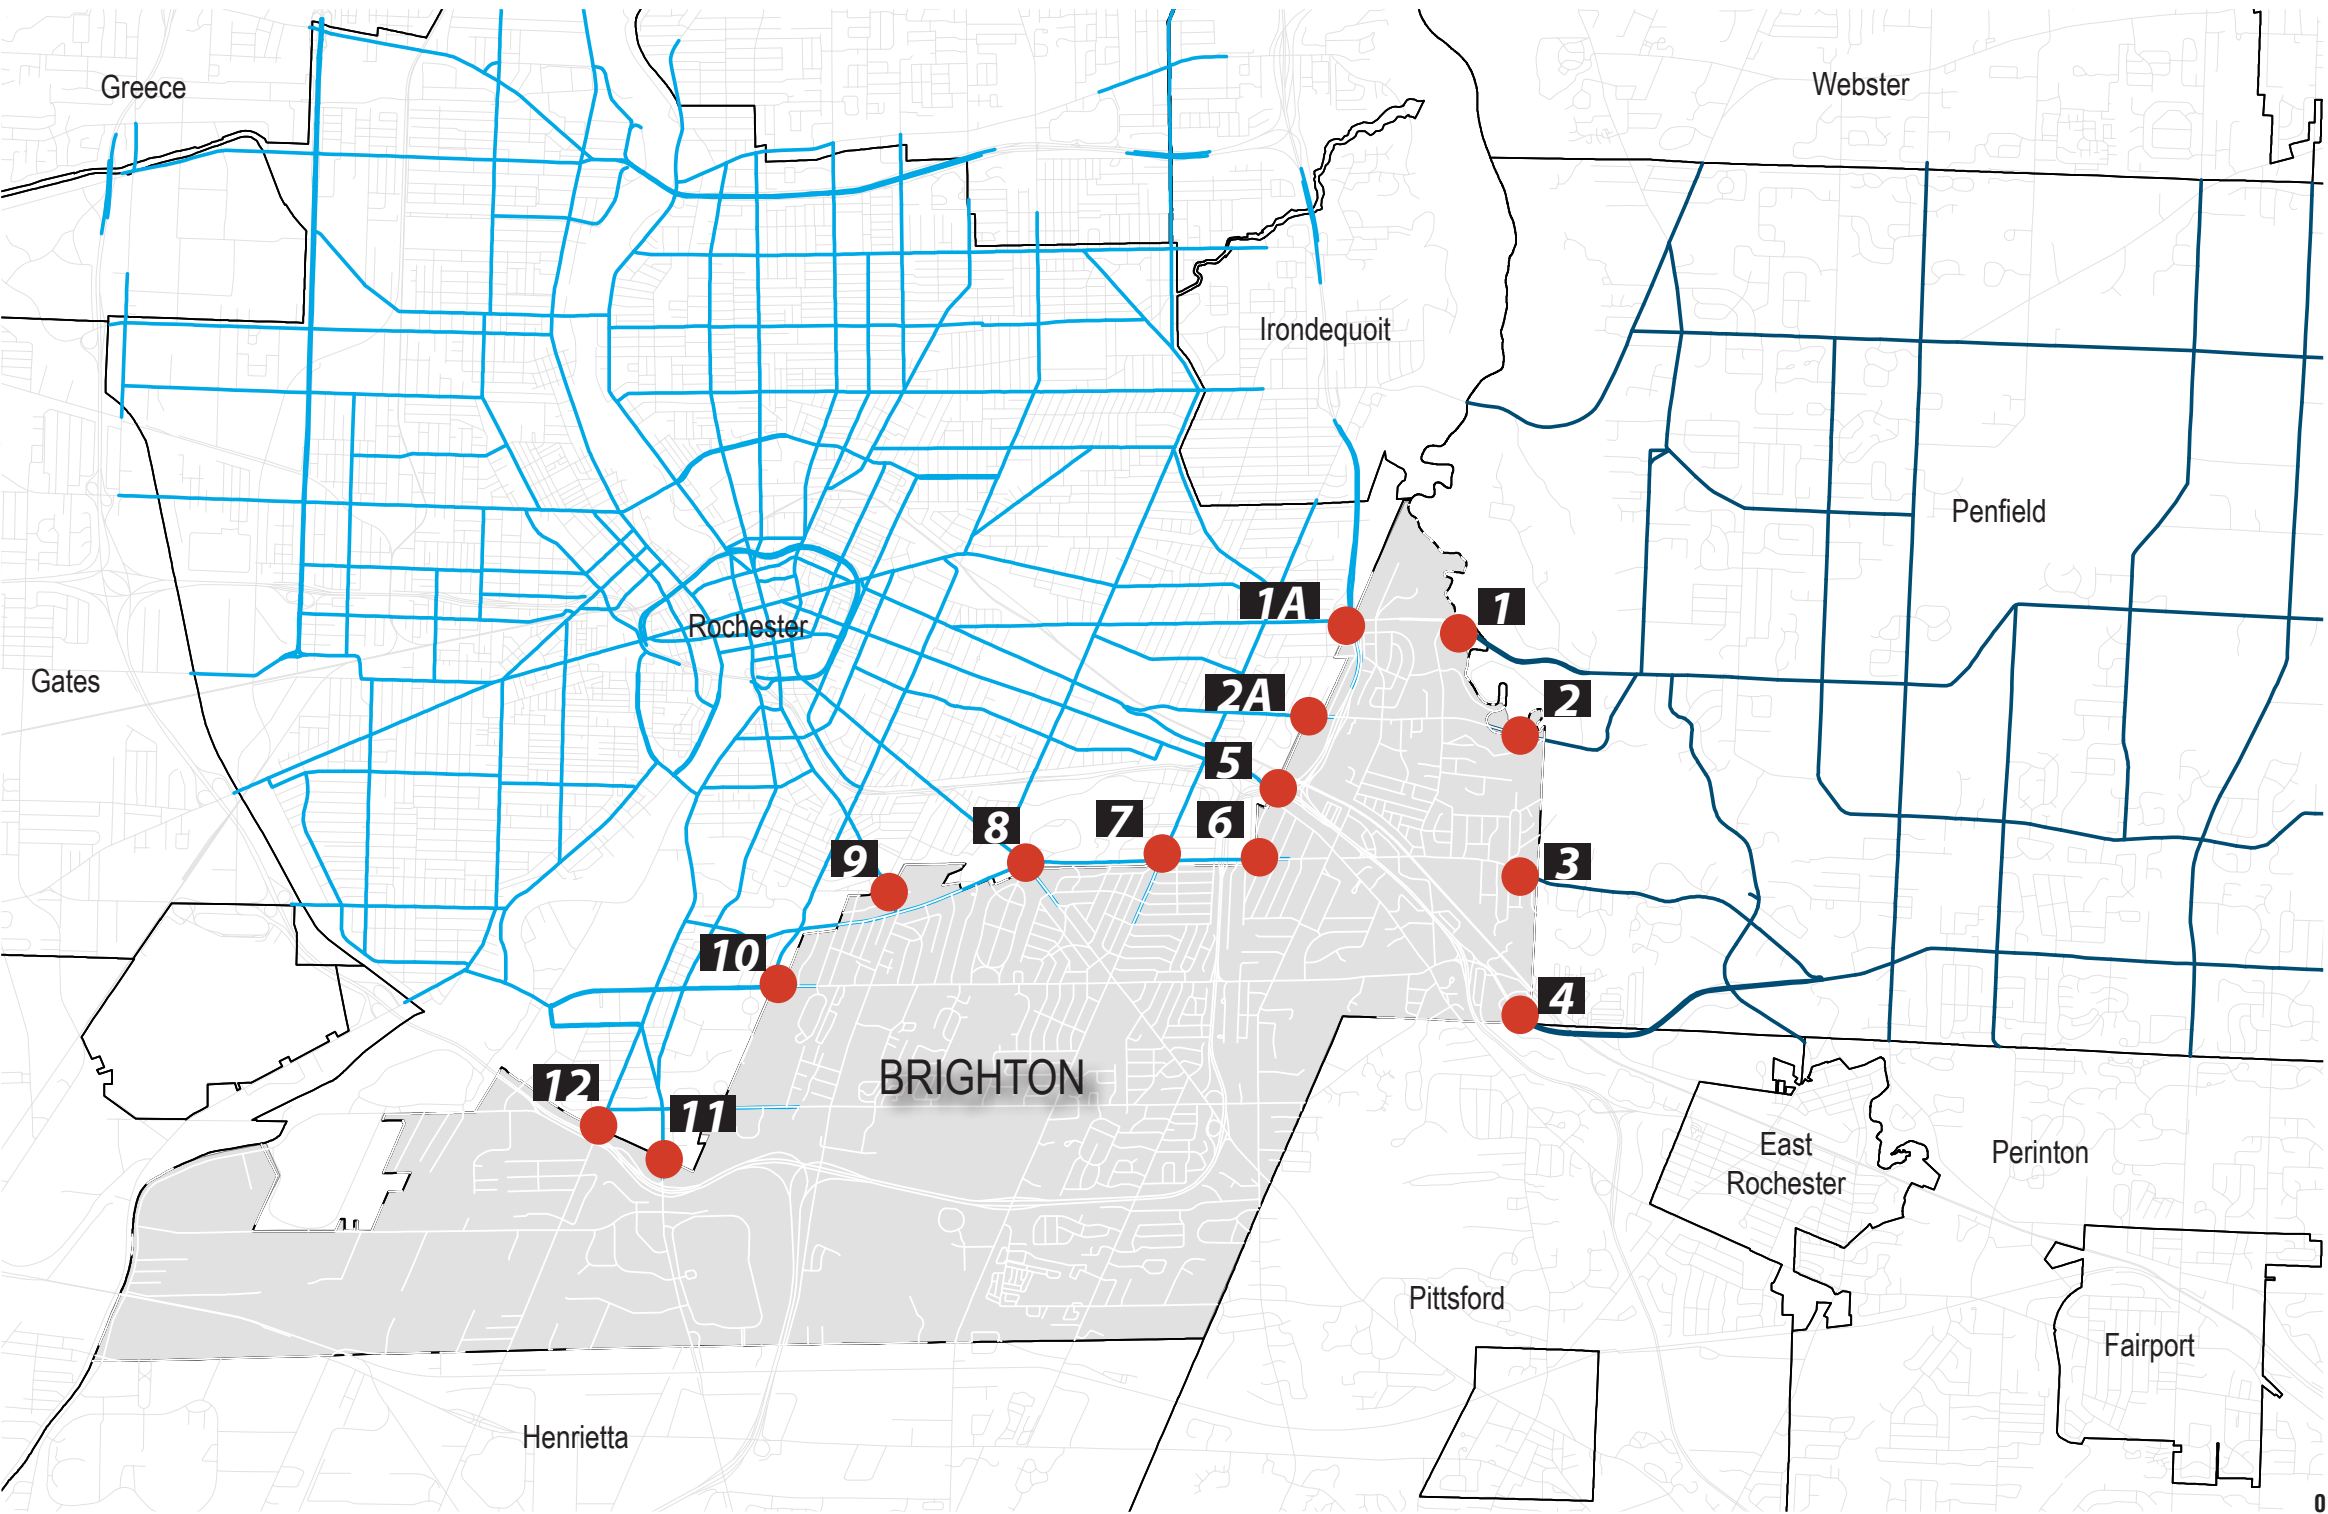 Greece
Webster
Irondequoit
Penfield
1A
1
Rochester
Gates
2A
2
5
7
6
8
9
3
10
4
BRIGHTON
12
11
East
Rochester
Perinton
Pittsford
Fairport
Henrietta
0